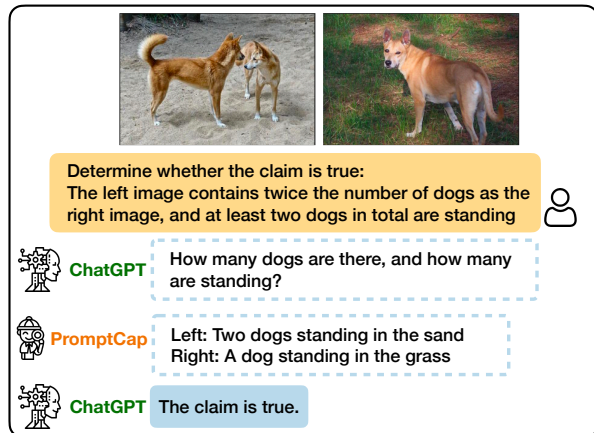 Determine whether the claim is true:
The left image contains twice the number of dogs as the
right image, and at least two dogs in total are standing
ChatGPT
How many dogs are there, and how many
are standing?
PromptCap
Left: Two dogs standing in the sand
Right: A dog standing in the grass
ChatGPT
The claim is true.